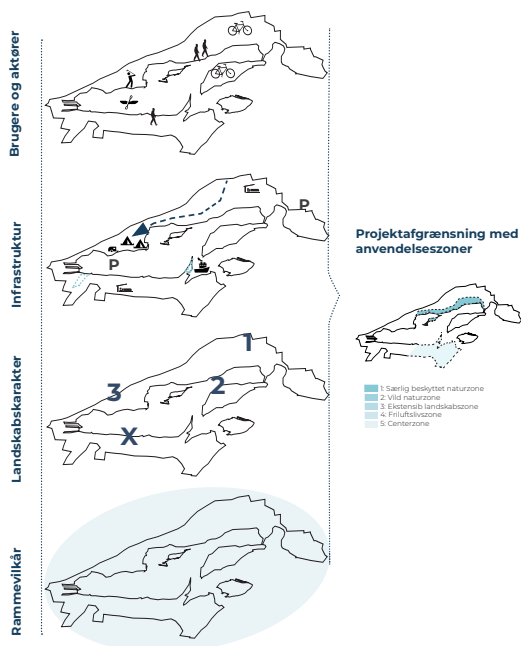 Brugere og aktører
Infrastruktur
P
P
Landskabskarakter
1
2
3
X
Rammevilkår
Projektafgrænsning med
anvendelseszoner
1: Særlig beskyttet naturzone
2: Vild naturzone
3: Ekstensib landskabszone
4: Friluftslivszone
5: Centerzone